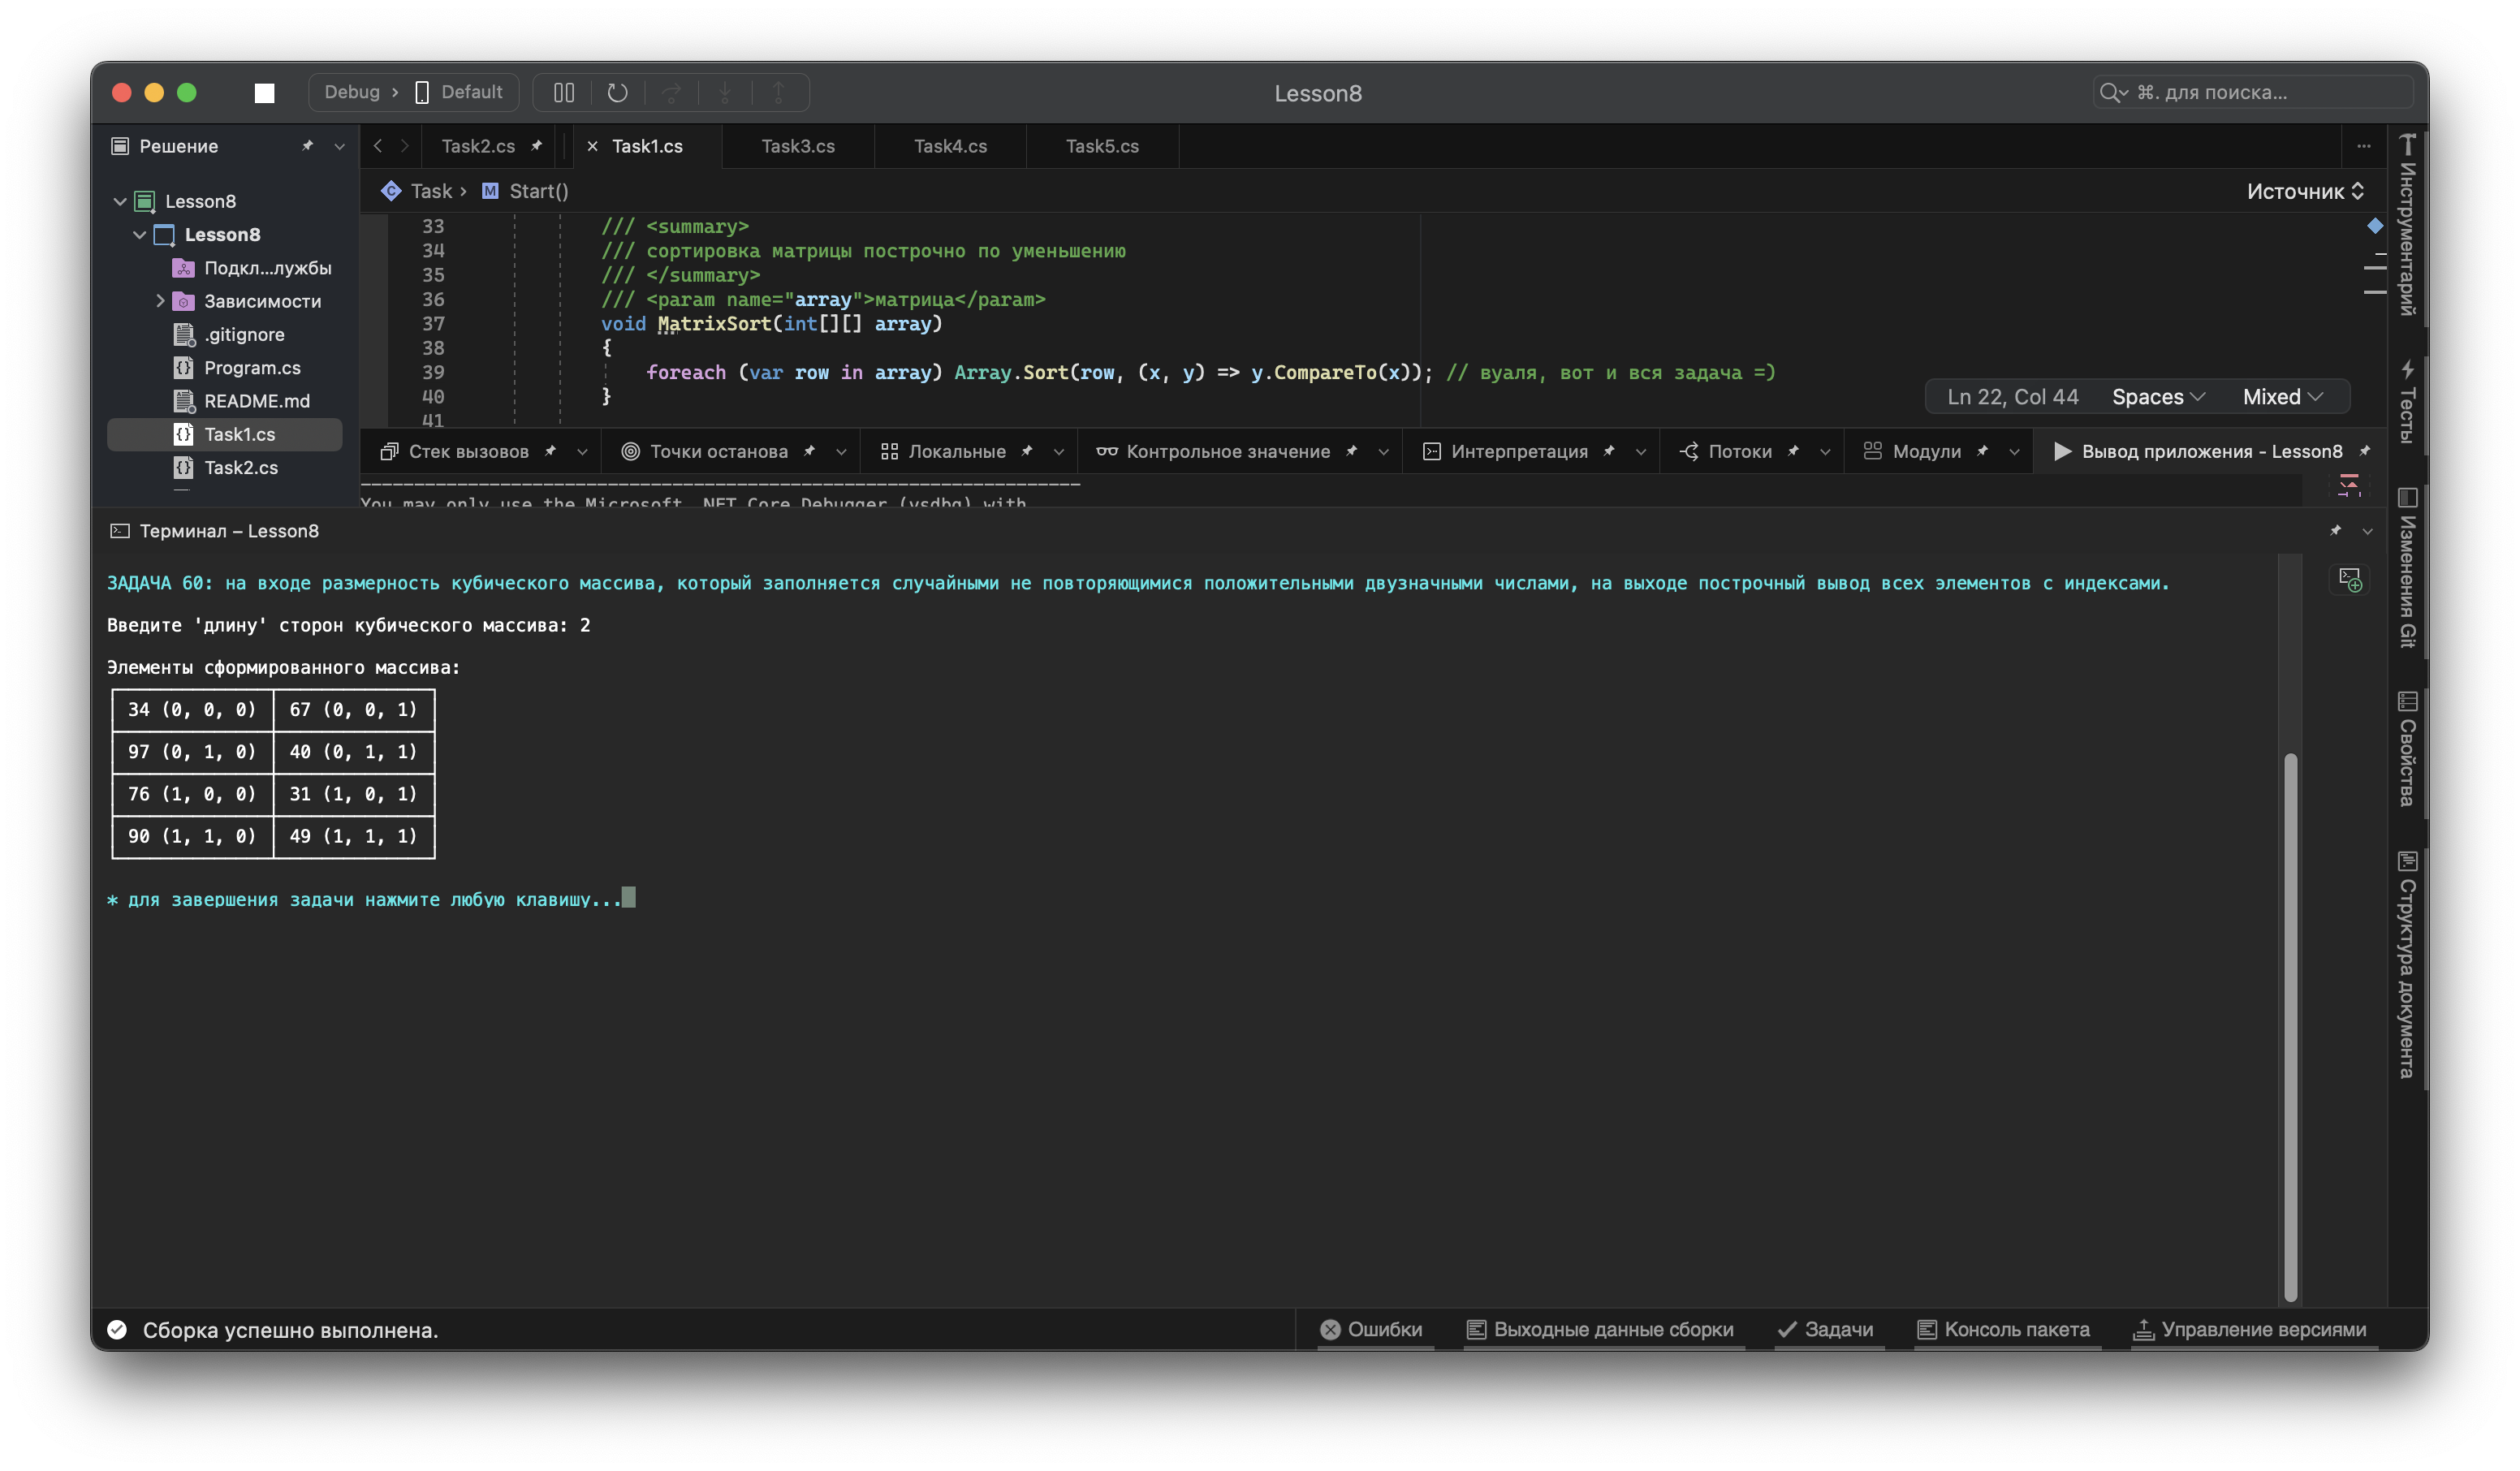 Debug › Default
Lesson8
⌘. для поиска...
Решение
Task2.cs
Task1.cs
Task3.cs
Task4.cs
Task5.cs
Task › M Start()
Источник
Lesson8
Lesson8
Подкл...лужбы
Зависимости
.gitignore
Program.cs
README.md
Task1.cs
Task2.cs
33 /// <summary>
34 /// сортировка матрицы построчно по уменьшению
35 /// </summary>
36 /// <param name="array">матрица</param>
37 void MatrixSort(int[][] array)
38 {
39 foreach (var row in array) Array.Sort(row, (x, y) => y.CompareTo(x)); // вуаля, вот и вся задача =)
40 }
41
Ln 22, Col 44 Spaces Mixed
Стек вызовов
Точки останова
Локальные
Контрольное значение
Интерпретация
Потоки
Модули
Вывод приложения - Lesson8
You may only use the Microsoft .NET Core Debugger (vsdbg) with
Терминал – Lesson8
ЗАДАЧА 60: на входе размерность кубического массива, который заполняется случайными не повторяющимися положительными двузначными числами, на выходе построчный вывод всех элементов с индексами.
Введите 'длину' сторон кубического массива: 2
Элементы сформированного массива:
34 (0, 0, 0) 67 (0, 0, 1)
97 (0, 1, 0) 40 (0, 1, 1)
76 (1, 0, 0) 31 (1, 0, 1)
90 (1, 1, 0) 49 (1, 1, 1)
* для завершения задачи нажмите любую клавишу...
Инструментарий
Тесты
Изменения Git
Свойства
Структура документа
Сборка успешно выполнена.
Ошибки
Выходные данные сборки
Задачи
Консоль пакета
Управление версиями